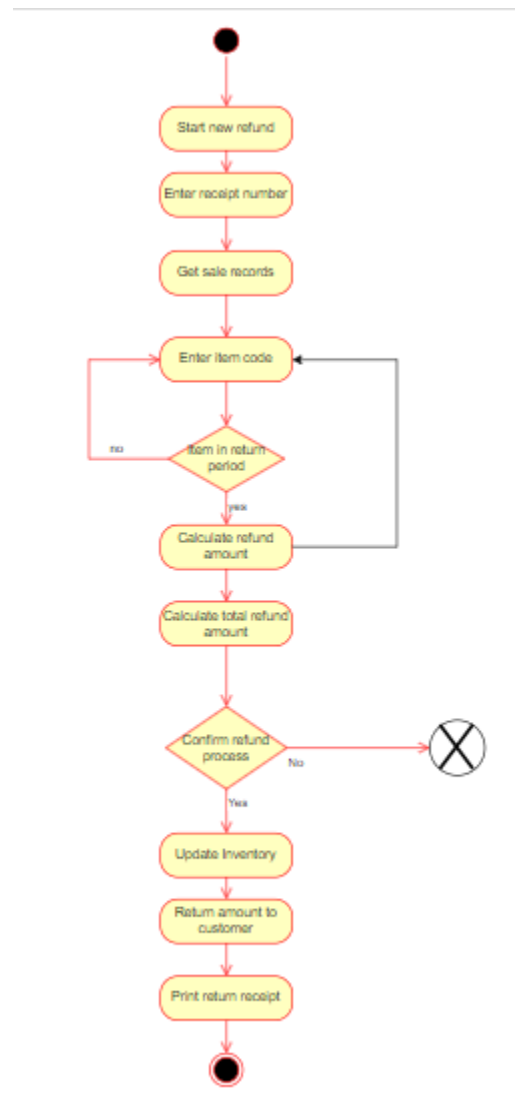 Start new refund
Enter receipt number
Get sale records
Enter item code
Item in return
period
no
yes
Calculate refund
amount
Calculate total refund
amount
Confirm refund
process
No
Yes
Update Inventory
Return amount to
customer
Print return receipt